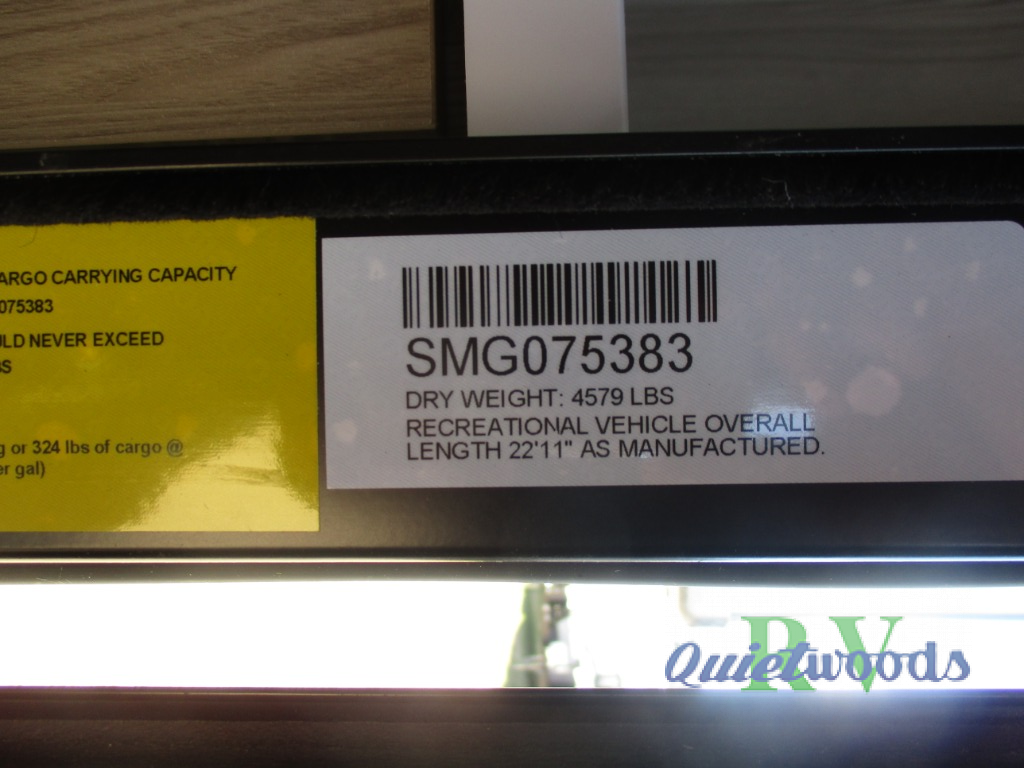 ARGO CARRYING CAPACITY
075383
ULD NEVER EXCEED
BS
g or 324 lbs of cargo @
er gal)
SMG075383
DRY WEIGHT: 4579 LBS
RECREATIONAL VEHICLE OVERALL
LENGTH 22'11" AS MANUFACTURED.
RV
Quietwoods